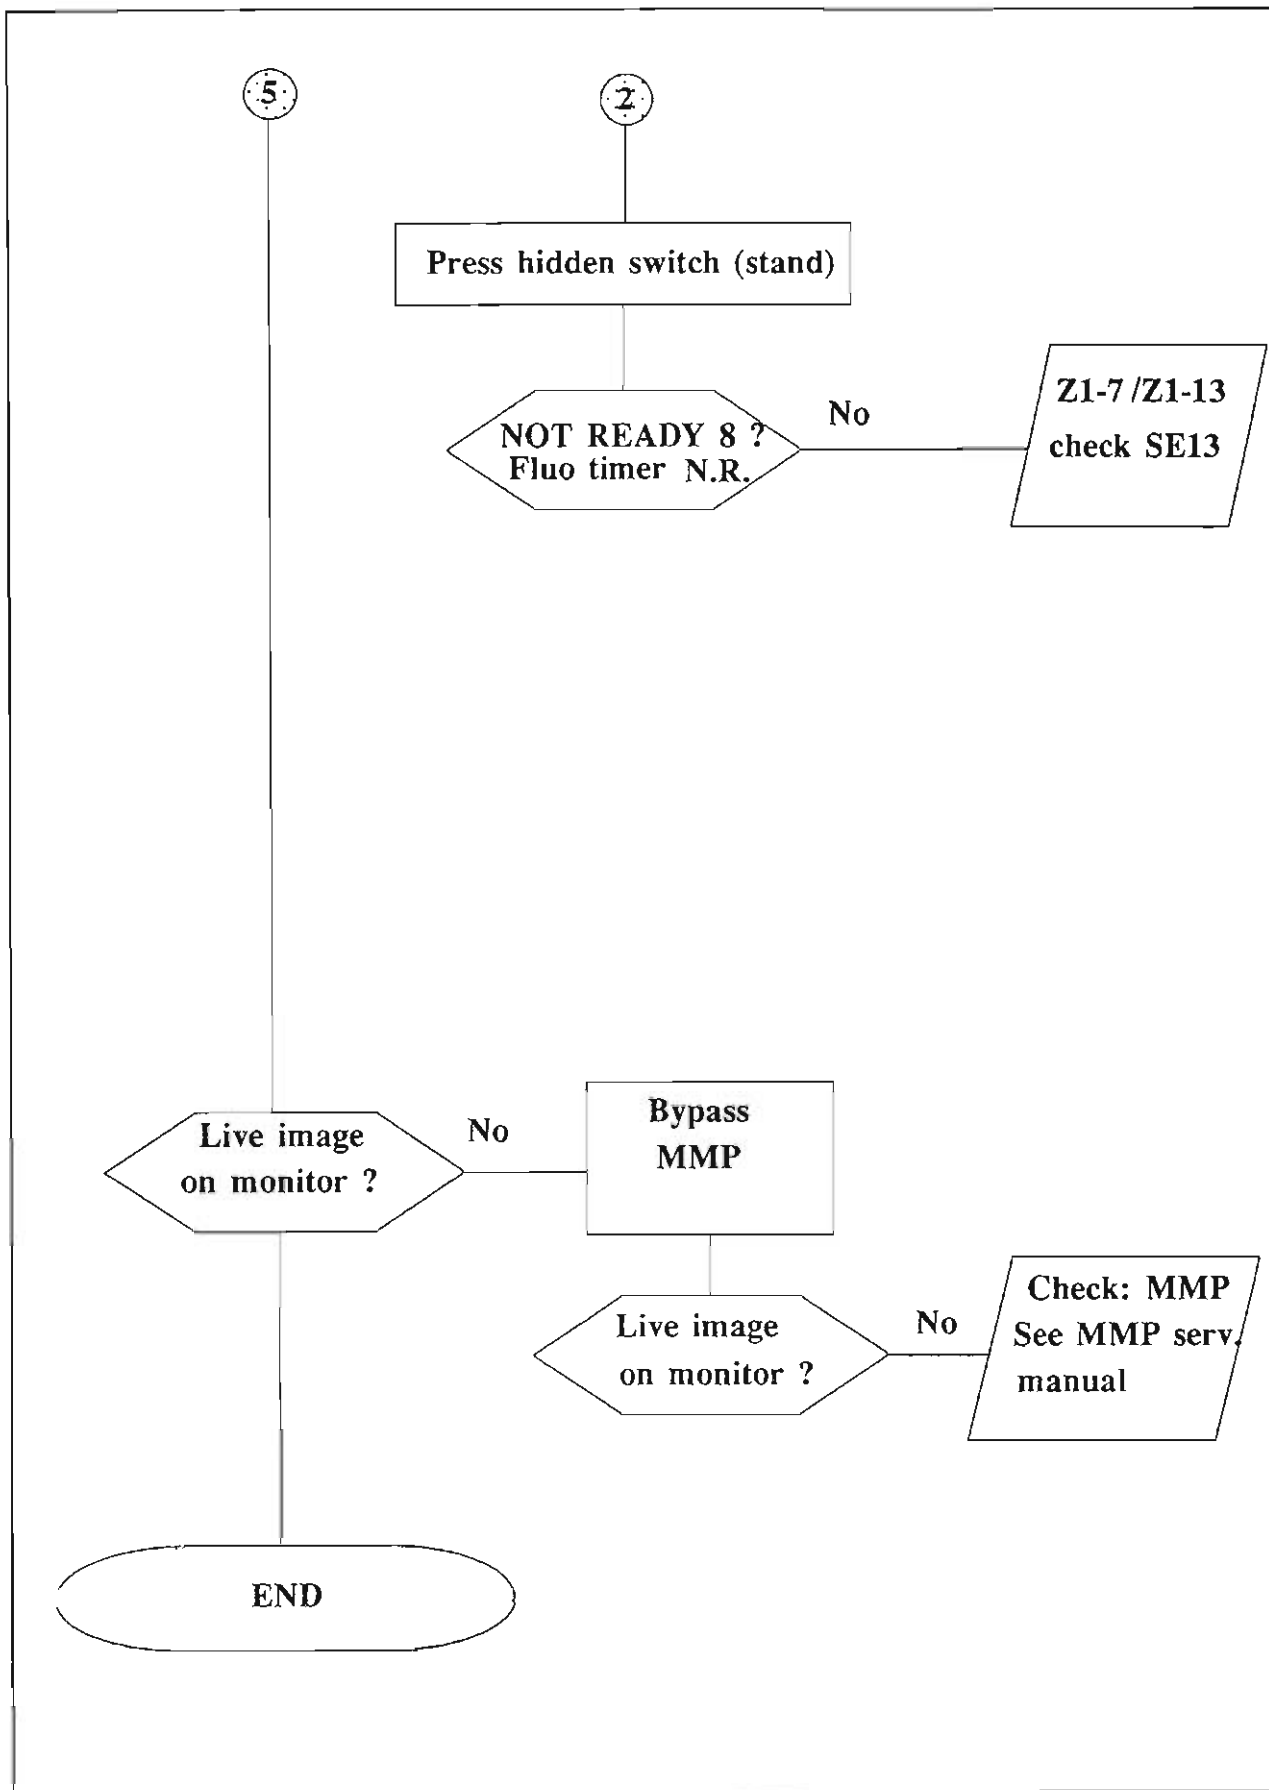 5
2
Press hidden switch (stand)
NOT READY 8 ?
Fluo timer N.R.
No
Z1-7 /Z1-13
check SE13
Live image
on monitor ?
No
Bypass
MMP
Live image
on monitor ?
No
Check: MMP
See MMP serv.
manual
END